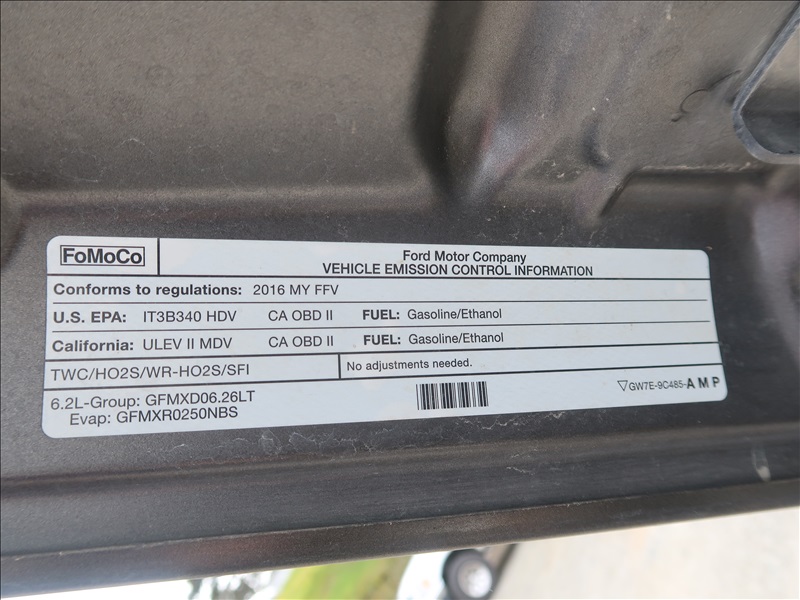 FoMoCo
Ford Motor Company
VEHICLE EMISSION CONTROL INFORMATION
Conforms to regulations: 2016 MY FFV
U.S. EPA: IT3B340 HDV CA OBD II FUEL: Gasoline/Ethanol
California: ULEV II MDV CA OBD II FUEL: Gasoline/Ethanol
TWC/HO2S/WR-HO2S/SFI
No adjustments needed.
6.2L-Group: GFMXD06.26LT
Evap: GFMXR0250NBS
GW7E-9C485-AMP